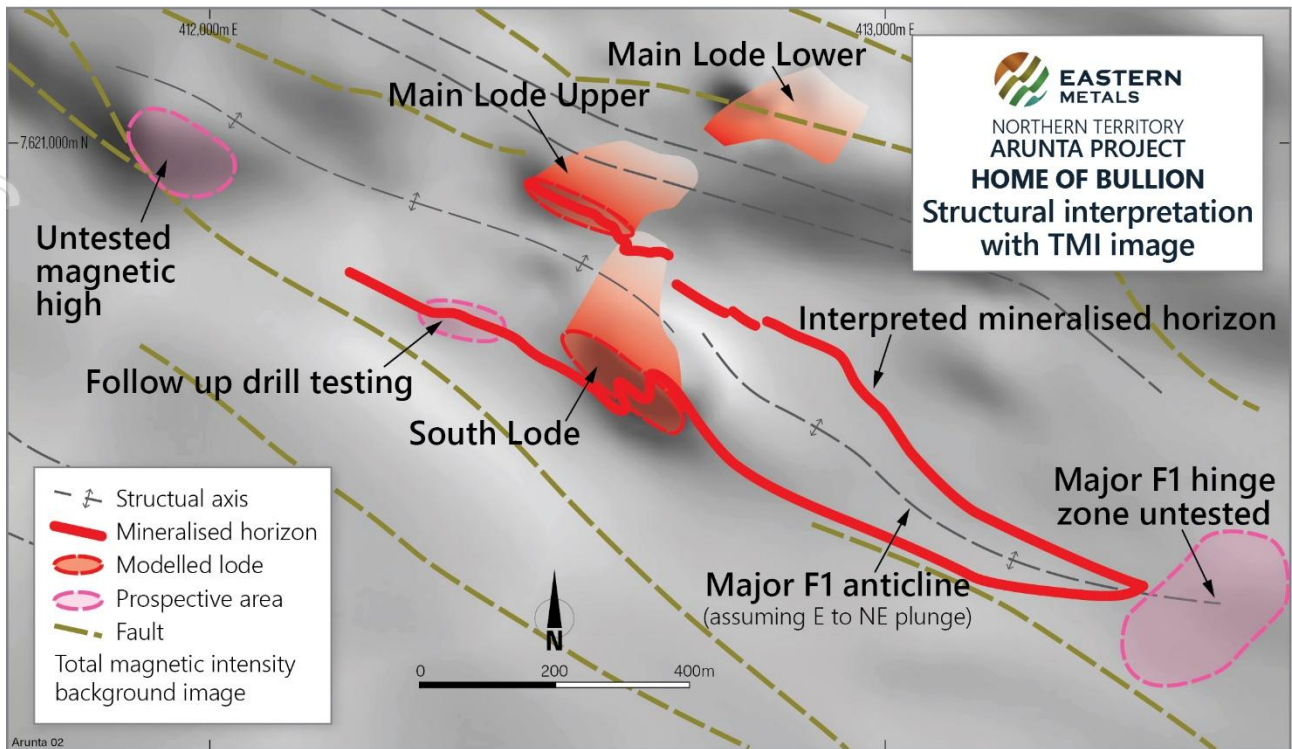 412,000m E
413,000m E
7,621,000m N
Main Lode Lower
Main Lode Upper
EASTERN
METALS
NORTHERN TERRITORY
ARUNTA PROJECT
HOME OF BULLION
Structural interpretation
with TMI image
Untested
magnetic
high
Interpreted mineralised horizon
Follow up drill testing
South Lode
Major F1 hinge
zone untested
Major F1 anticline
(assuming E to NE plunge)
Structual axis
Mineralised horizon
Modelled lode
Prospective area
Fault
Total magnetic intensity
background image
N
0 200 400m
Arunta 02